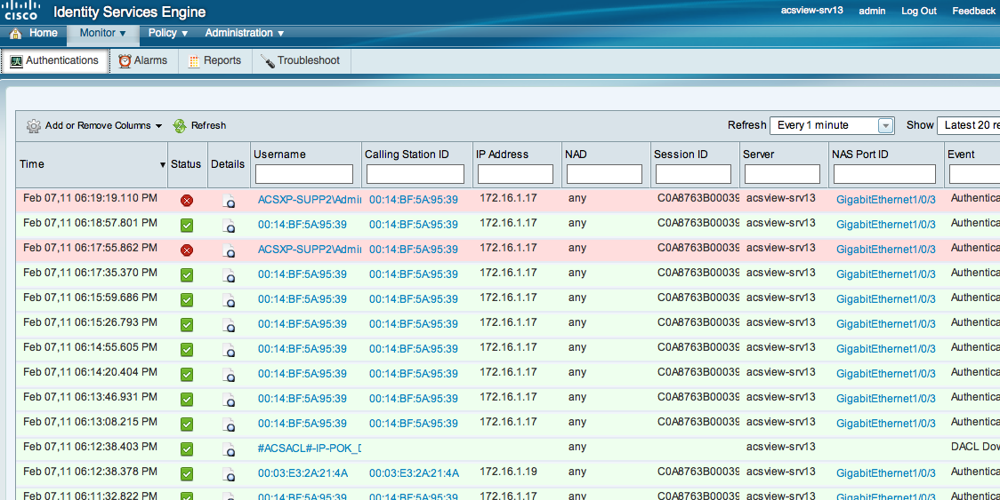 CISCO Identity Services Engine acsview-srv13 admin Log Out Feedback
Home Monitor ▾ Policy ▾ Administration ▾
Authentications Alarms Reports Troubleshoot
Add or Remove Columns ▾ Refresh Refresh Every 1 minute Show Latest 20 re
Time ▾ Status Details Username Calling Station ID IP Address NAD Session ID Server NAS Port ID Event
Feb 07,11 06:19:19.110 PM ACSXP-SUPP2\Admi 00:14:BF:5A:95:39 172.16.1.17 any C0A8763B00039 acsview-srv13 GigabitEthernet1/0/3 Authentica
Feb 07,11 06:18:57.801 PM 00:14:BF:5A:95:39 00:14:BF:5A:95:39 172.16.1.17 any C0A8763B00039 acsview-srv13 GigabitEthernet1/0/3 Authentica
Feb 07,11 06:17:55.862 PM ACSXP-SUPP2\Admi 00:14:BF:5A:95:39 172.16.1.17 any C0A8763B00039 acsview-srv13 GigabitEthernet1/0/3 Authentica
Feb 07,11 06:17:35.370 PM 00:14:BF:5A:95:39 00:14:BF:5A:95:39 172.16.1.17 any C0A8763B00039 acsview-srv13 GigabitEthernet1/0/3 Authentica
Feb 07,11 06:15:59.686 PM 00:14:BF:5A:95:39 00:14:BF:5A:95:39 172.16.1.17 any C0A8763B00039 acsview-srv13 GigabitEthernet1/0/3 Authentica
Feb 07,11 06:15:26.793 PM 00:14:BF:5A:95:39 00:14:BF:5A:95:39 172.16.1.17 any C0A8763B00039 acsview-srv13 GigabitEthernet1/0/3 Authentica
Feb 07,11 06:14:55.605 PM 00:14:BF:5A:95:39 00:14:BF:5A:95:39 172.16.1.17 any C0A8763B00039 acsview-srv13 GigabitEthernet1/0/3 Authentica
Feb 07,11 06:14:20.404 PM 00:14:BF:5A:95:39 00:14:BF:5A:95:39 172.16.1.17 any C0A8763B00039 acsview-srv13 GigabitEthernet1/0/3 Authentica
Feb 07,11 06:13:46.931 PM 00:14:BF:5A:95:39 00:14:BF:5A:95:39 172.16.1.17 any C0A8763B00039 acsview-srv13 GigabitEthernet1/0/3 Authentica
Feb 07,11 06:13:08.215 PM 00:14:BF:5A:95:39 00:14:BF:5A:95:39 172.16.1.17 any C0A8763B00039 acsview-srv13 GigabitEthernet1/0/3 Authentica
Feb 07,11 06:12:38.403 PM #ACSACL#-IP-POK_D any acsview-srv13 DACL Dow
Feb 07,11 06:12:38.378 PM 00:03:E3:2A:21:4A 00:03:E3:2A:21:4A 172.16.1.19 any C0A8763B00039 acsview-srv13 GigabitEthernet1/0/3 Authentica
Feb 07,11 06:11:32.822 PM 00:14:BF:5A:95:39 00:14:BF:5A:95:39 172.16.1.17 any C0A8763B00039 acsview-srv13 GigabitEthernet1/0/3 Authentica